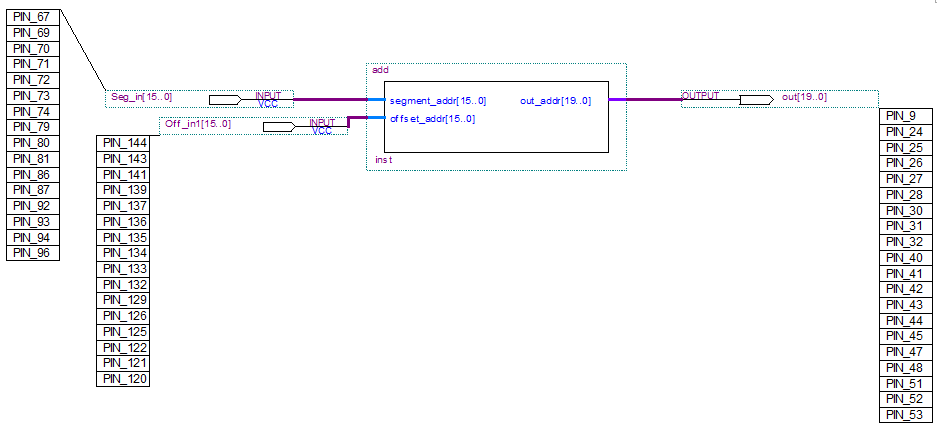 PIN_67
PIN_69
PIN_70
PIN_71
PIN_72
PIN_73
PIN_74
PIN_79
PIN_80
PIN_81
PIN_86
PIN_87
PIN_92
PIN_93
PIN_94
PIN_96
Seg_in[15..0]
INPUT
VCC
Off_in1[15..0]
INPUT
VCC
PIN_144
PIN_143
PIN_141
PIN_139
PIN_137
PIN_136
PIN_135
PIN_134
PIN_133
PIN_132
PIN_129
PIN_126
PIN_125
PIN_122
PIN_121
PIN_120
add
segment_addr[15..0] out_addr[19..0]
offset_addr[15..0]
inst
OUTPUT
out[19..0]
PIN_9
PIN_24
PIN_25
PIN_26
PIN_27
PIN_28
PIN_30
PIN_31
PIN_32
PIN_40
PIN_41
PIN_42
PIN_43
PIN_44
PIN_45
PIN_47
PIN_48
PIN_51
PIN_52
PIN_53